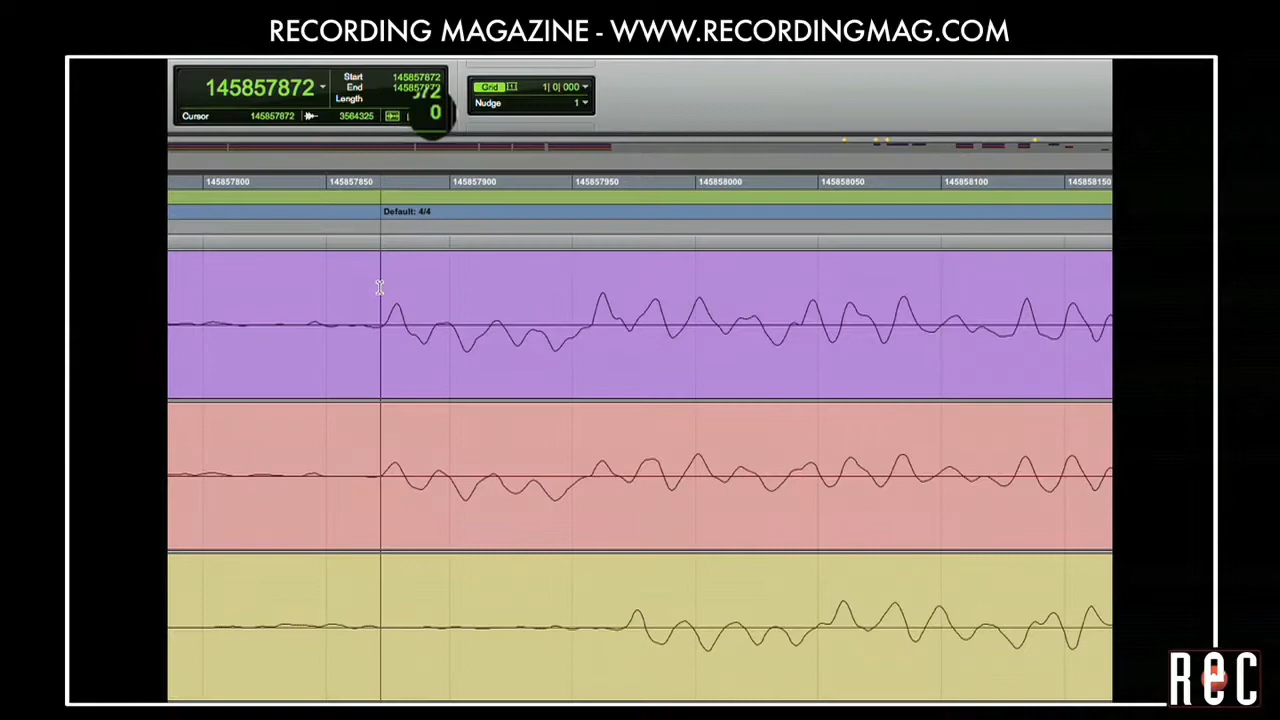 RECORDING MAGAZINE - WWW.RECORDINGMAG.COM
145857872
Start 145857872
End 145857872
Length
0
Cursor 145857872 3564325
Grid 1| 0| 000
Nudge 1
145857800 145857850 145857900 145857950 145858000 145858050 145858100 145858150
Default: 4/4
REC